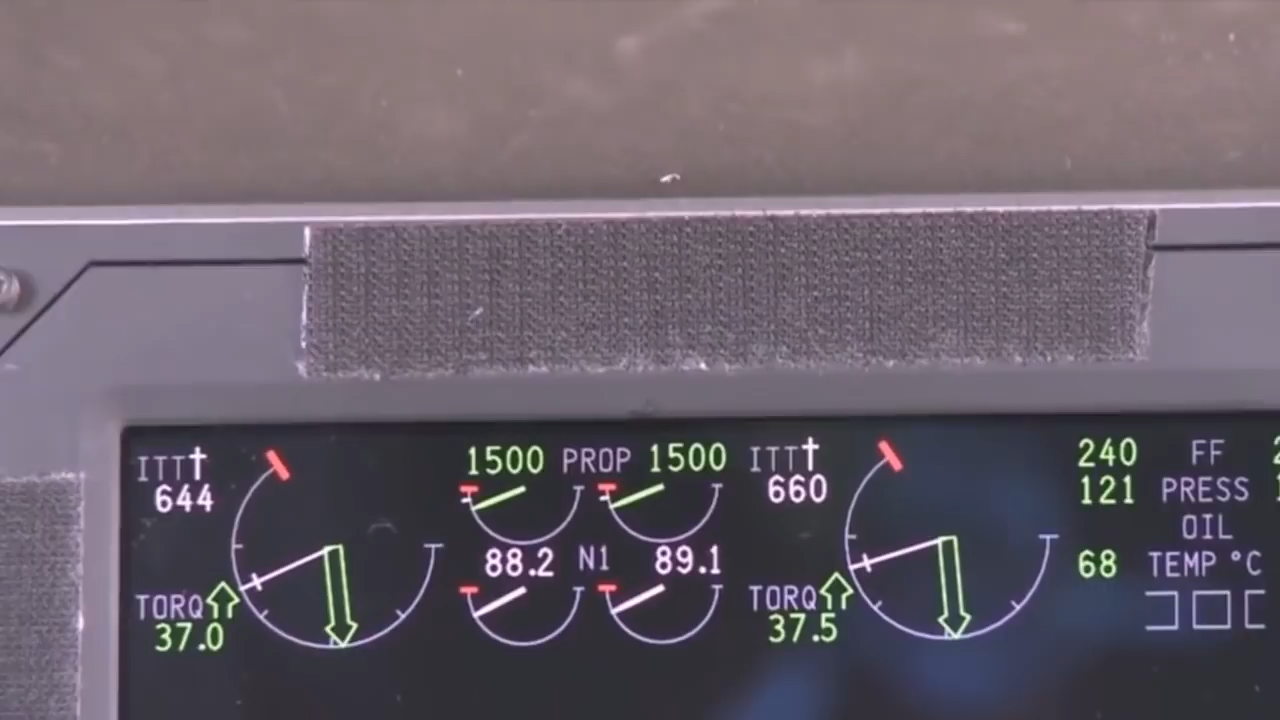 ITT†
644
TORQ
37.0
1500 PROP 1500
88.2 N1 89.1
ITT†
660
TORQ
37.5
240 FF
121 PRESS
OIL
68 TEMP °C